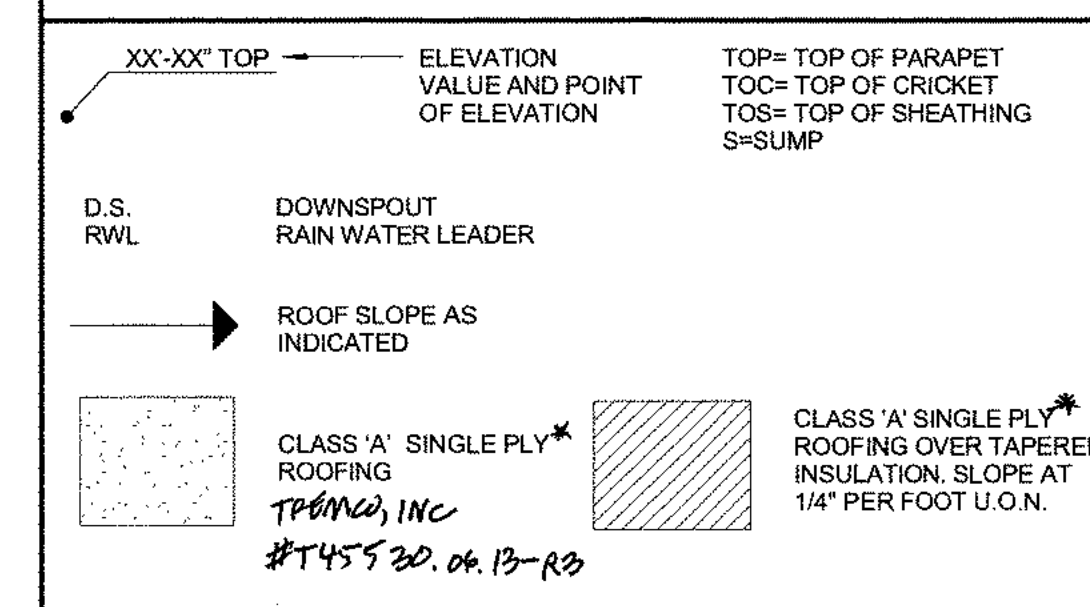 XX'-XX" TOP
ELEVATION
VALUE AND POINT
OF ELEVATION
TOP= TOP OF PARAPET
TOC= TOP OF CRICKET
TOS= TOP OF SHEATHING
S=SUMP
D.S.
DOWNSPOUT
RWL
RAIN WATER LEADER
ROOF SLOPE AS
INDICATED
CLASS 'A' SINGLE PLY*
ROOFING
TREMCO, INC
#T45530.06.13-R3
CLASS 'A' SINGLE PLY*
ROOFING OVER TAPERE
INSULATION. SLOPE AT
1/4" PER FOOT U.O.N.